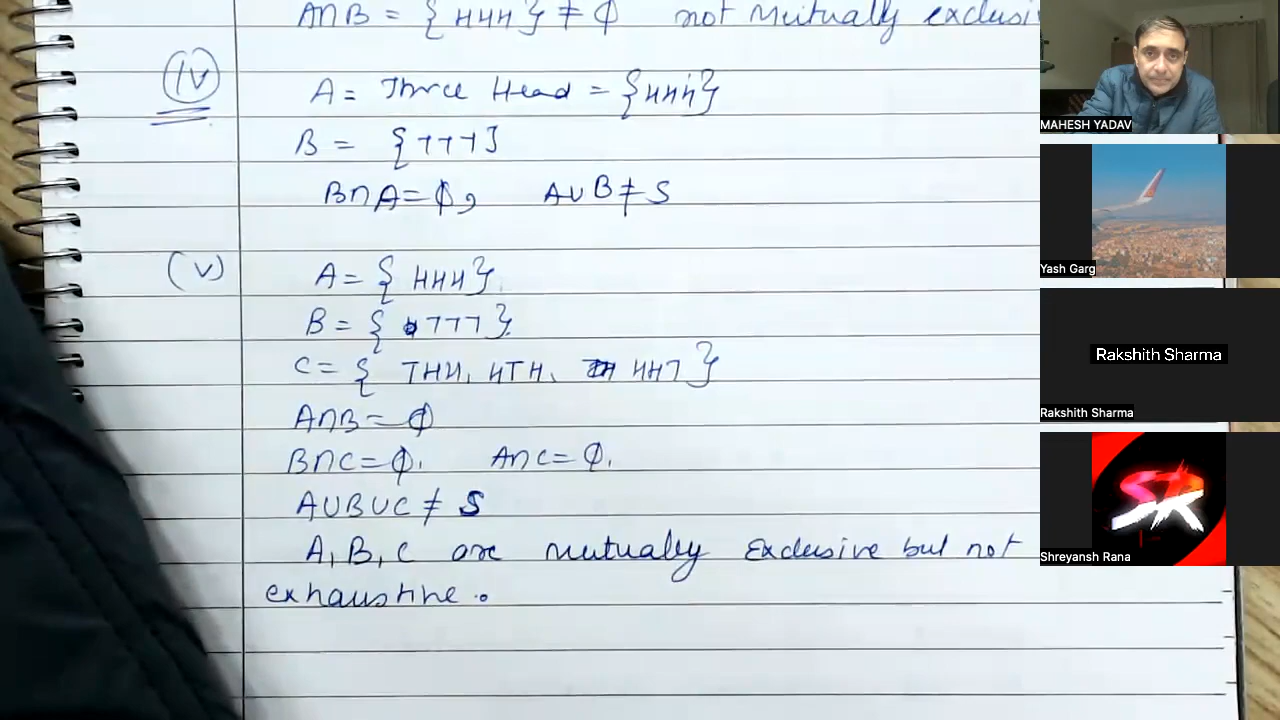 A∩B = {HHH} ≠ φ not Mutually exclusi
(iv) A = Three Head = {HHH}
B = {TTT}
B∩A = φ, A∪B ≠ S
(v) A = {HHH}.
B = {TTT}.
C = {THH, HTH, HHT}
A∩B = φ
B∩C = φ. A∩C = φ.
A∪B∪C ≠ S
A, B, C are mutually Exclusive but not
exhaustive.
MAHESH YADAV
Yash Garg
Rakshith Sharma
Rakshith Sharma
SR
Shreyansh Rana